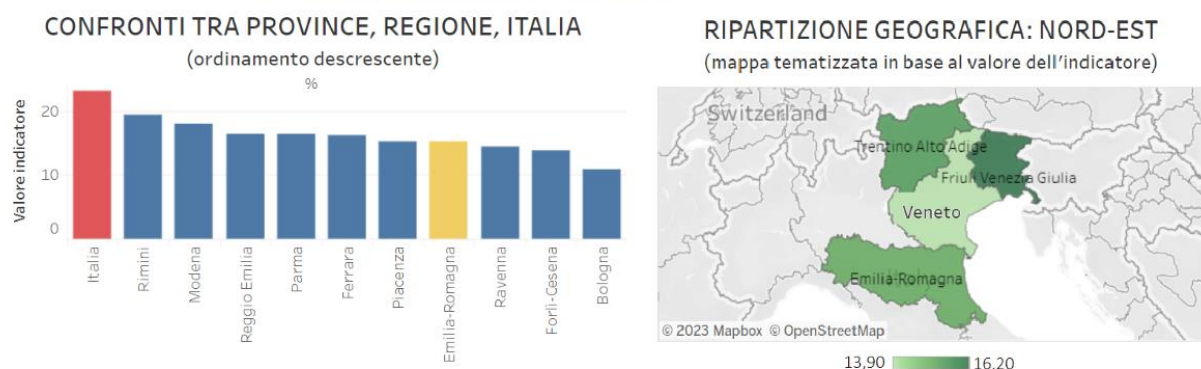 CONFRONTI TRA PROVINCE, REGIONE, ITALIA
(ordinamento descrescente)
%
Valore indicatore
20
10
0
Italia
Rimini
Modena
Reggio Emilia
Parma
Ferrara
Piacenza
Emilia-Romagna
Ravenna
Forlì-Cesena
Bologna
RIPARTIZIONE GEOGRAFICA: NORD-EST
(mappa tematizzata in base al valore dell'indicatore)
Switzerland
Trentino Alto Adige
Friuli Venezia Giulia
Veneto
Emilia-Romagna
© 2023 Mapbox © OpenStreetMap
13,90 16,20